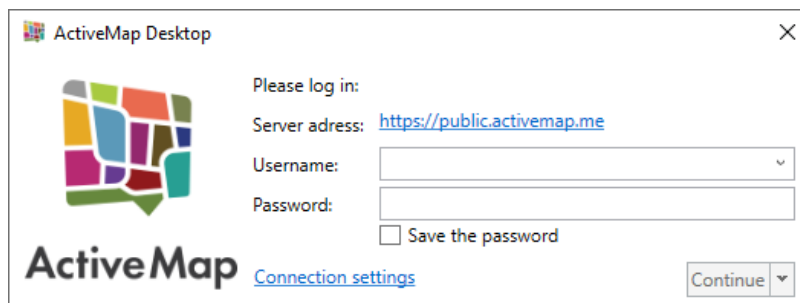 ActiveMap Desktop
Please log in:
Server adress: https://public.activemap.me
Username:
Password:
Save the password
ActiveMap
Connection settings
Continue